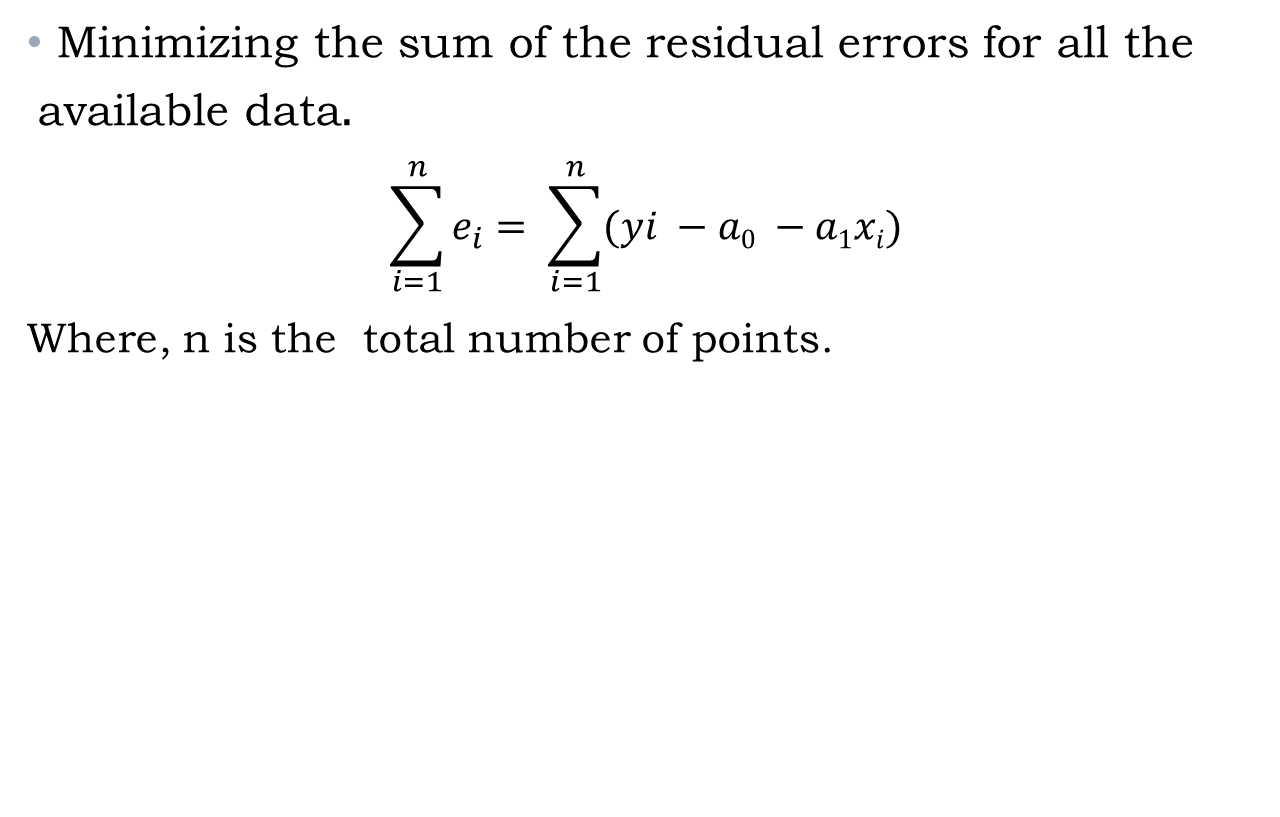 • Minimizing the sum of the residual errors for all the
available data.
∑_{i=1}^{n} e_i = ∑_{i=1}^{n} (yi − a_0 − a_1x_i)
Where, n is the total number of points.